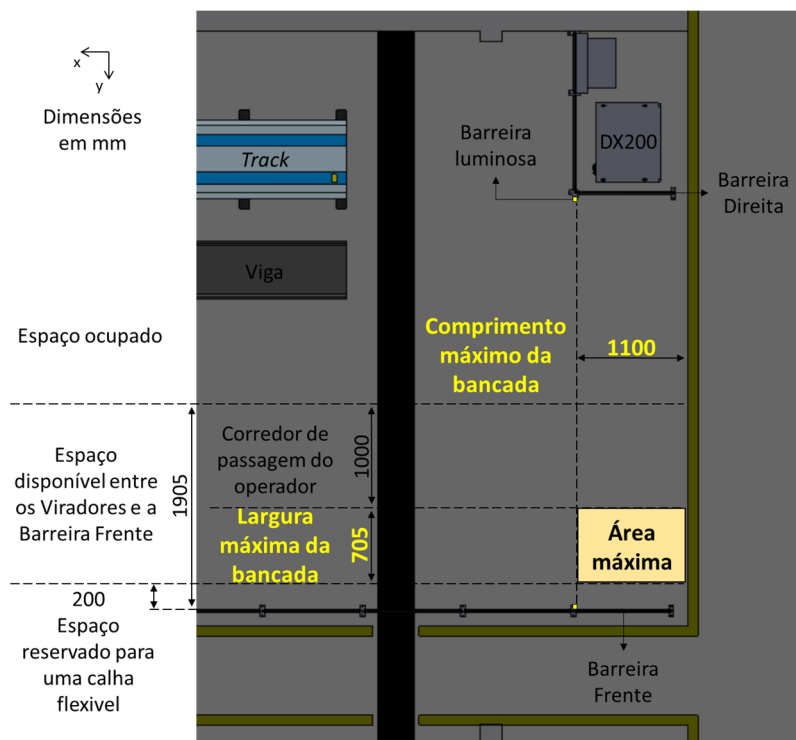 x
y
Dimensões
em mm
Track
Viga
DX200
Barreira
luminosa
Barreira
Direita
Espaço ocupado
Comprimento
máximo da
bancada
1100
Espaço
disponível entre
os Viradores e a
Barreira Frente
1905
Corredor de
passagem do
operador
1000
Largura
máxima da
bancada
705
Área
máxima
200
Espaço
reservado para
uma calha
flexivel
Barreira
Frente